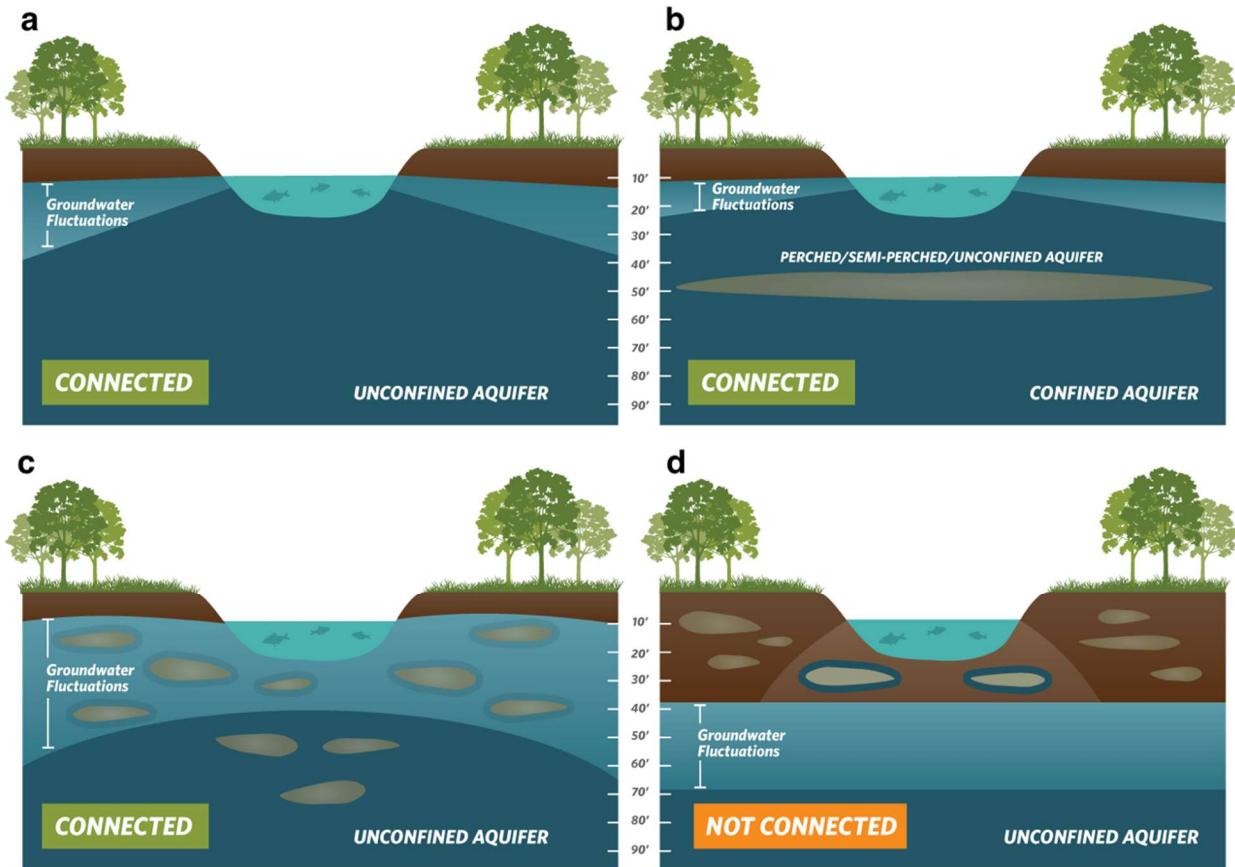 a
Groundwater
Fluctuations
CONNECTED
UNCONFINED AQUIFER
10'
20'
30'
40'
50'
60'
70'
80'
90'
b
Groundwater
Fluctuations
PERCHED/SEMI-PERCHED/UNCONFINED AQUIFER
CONNECTED
CONFINED AQUIFER
c
Groundwater
Fluctuations
CONNECTED
UNCONFINED AQUIFER
10'
20'
30'
40'
50'
60'
70'
80'
90'
d
Groundwater
Fluctuations
NOT CONNECTED
UNCONFINED AQUIFER